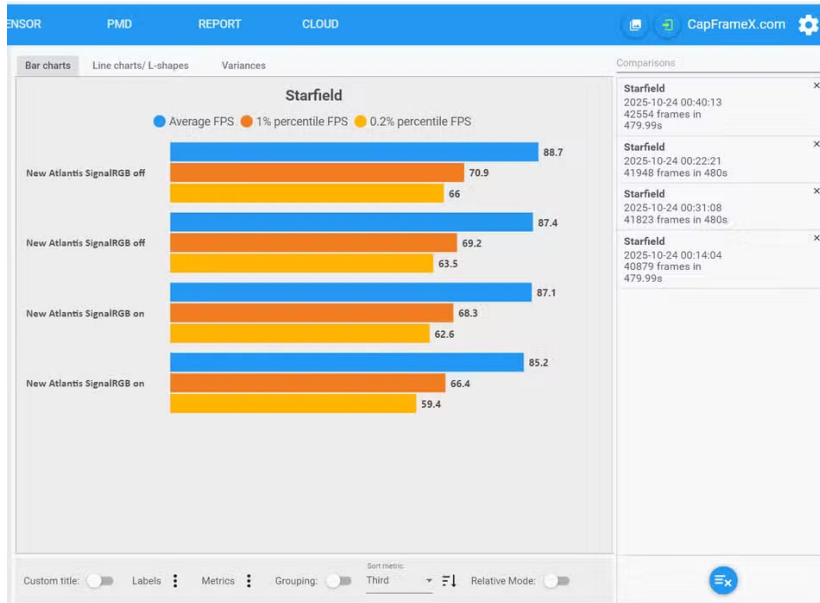 ENSOR PMD REPORT CLOUD CapFrameX.com
Bar charts Line charts/ L-shapes Variances
Comparisons
Starfield
Average FPS 1% percentile FPS 0.2% percentile FPS
New Atlantis SignalRGB off
88.7
70.9
66
New Atlantis SignalRGB off
87.4
69.2
63.5
New Atlantis SignalRGB on
87.1
68.3
62.6
New Atlantis SignalRGB on
85.2
66.4
59.4
Starfield
2025-10-24 00:40:13
42554 frames in
479.99s
Starfield
2025-10-24 00:22:21
41948 frames in 480s
Starfield
2025-10-24 00:31:08
41823 frames in 480s
Starfield
2025-10-24 00:14:04
40879 frames in
479.99s
Sort metric
Custom title: Labels Metrics Grouping: Third Relative Mode: